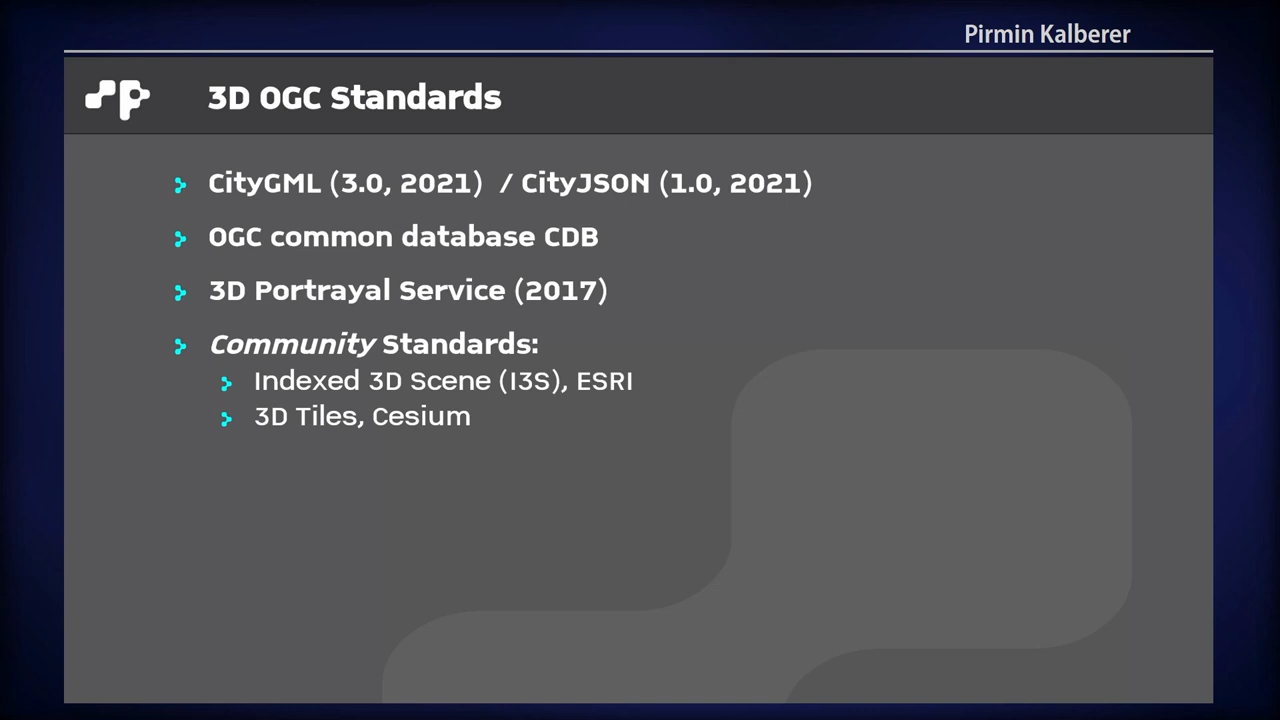 Pirmin Kalberer
3D OGC Standards
CityGML (3.0, 2021) / CityJSON (1.0, 2021)
OGC common database CDB
3D Portrayal Service (2017)
Community Standards:
Indexed 3D Scene (I3S), ESRI
3D Tiles, Cesium